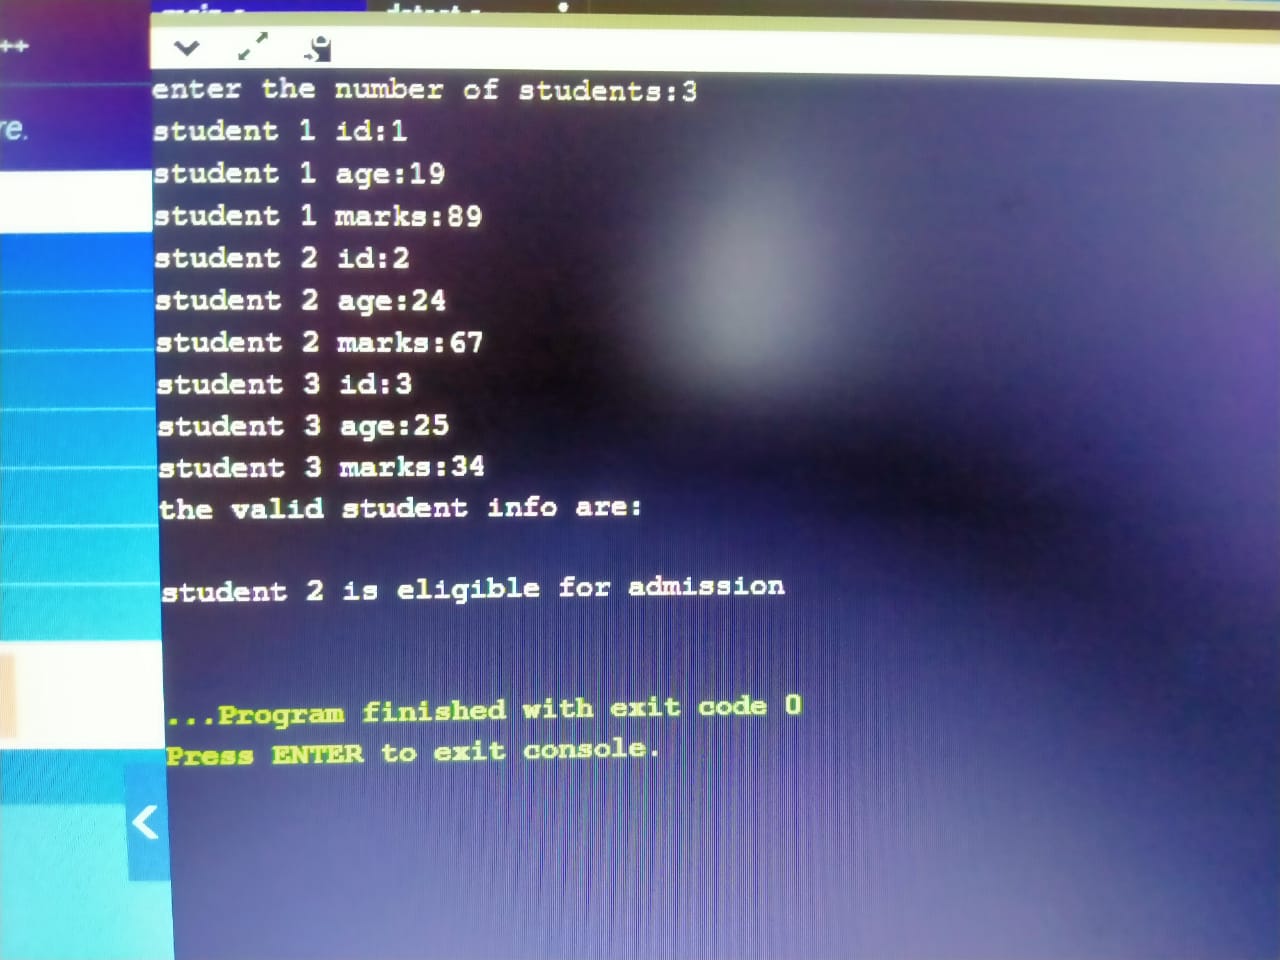 ++
re.
enter the number of students:3
student 1 id:1
student 1 age:19
student 1 marks:89
student 2 id:2
student 2 age:24
student 2 marks:67
student 3 id:3
student 3 age:25
student 3 marks:34
the valid student info are:
student 2 is eligible for admission
...Program finished with exit code 0
Press ENTER to exit console.